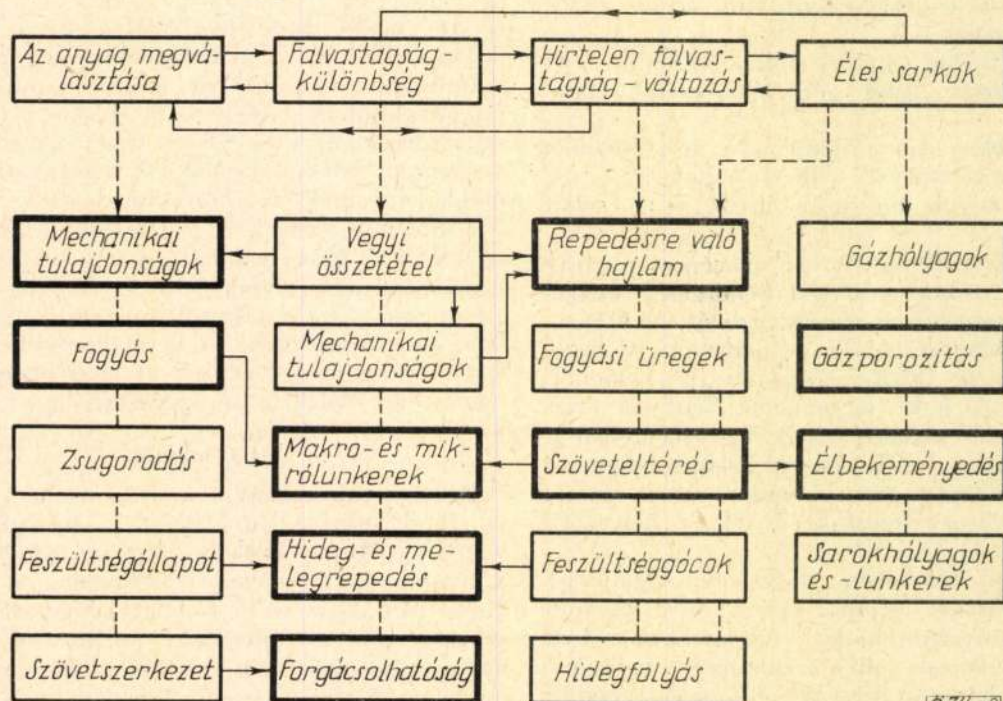 Az anyag megvá-
lasztása
Falvastagság-
különbség
Hirtelen falvas-
tagság-változás
Éles sarkok
Mechanikai
tulajdonságok
Vegyi
összetétel
Repedésre való
hajlam
Gázhólyagok
Fogyás
Mechanikai
tulajdonságok
Fogyási üregek
Gázporozitás
Zsugorodás
Makro- és mik-
rólunkerek
Szöveteltérés
Élbekeményedés
Feszültségállapot
Hideg- és me-
legrepedés
Feszültséggócok
Sarokhólyagok
és -lunkerek
Szövetszerkezet
Forgácsolhatóság
Hidegfolyás